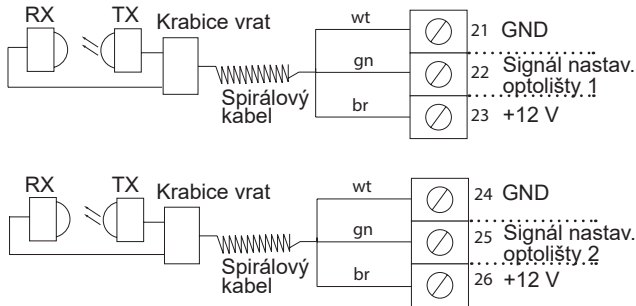 RX TX Krabice vrat
wt
21 GND
gn
22 Signál nastav.
optolišty 1
Spirálový
kabel
br
23 +12 V
RX TX Krabice vrat
wt
24 GND
gn
25 Signál nastav.
optolišty 2
Spirálový
kabel
br
26 +12 V